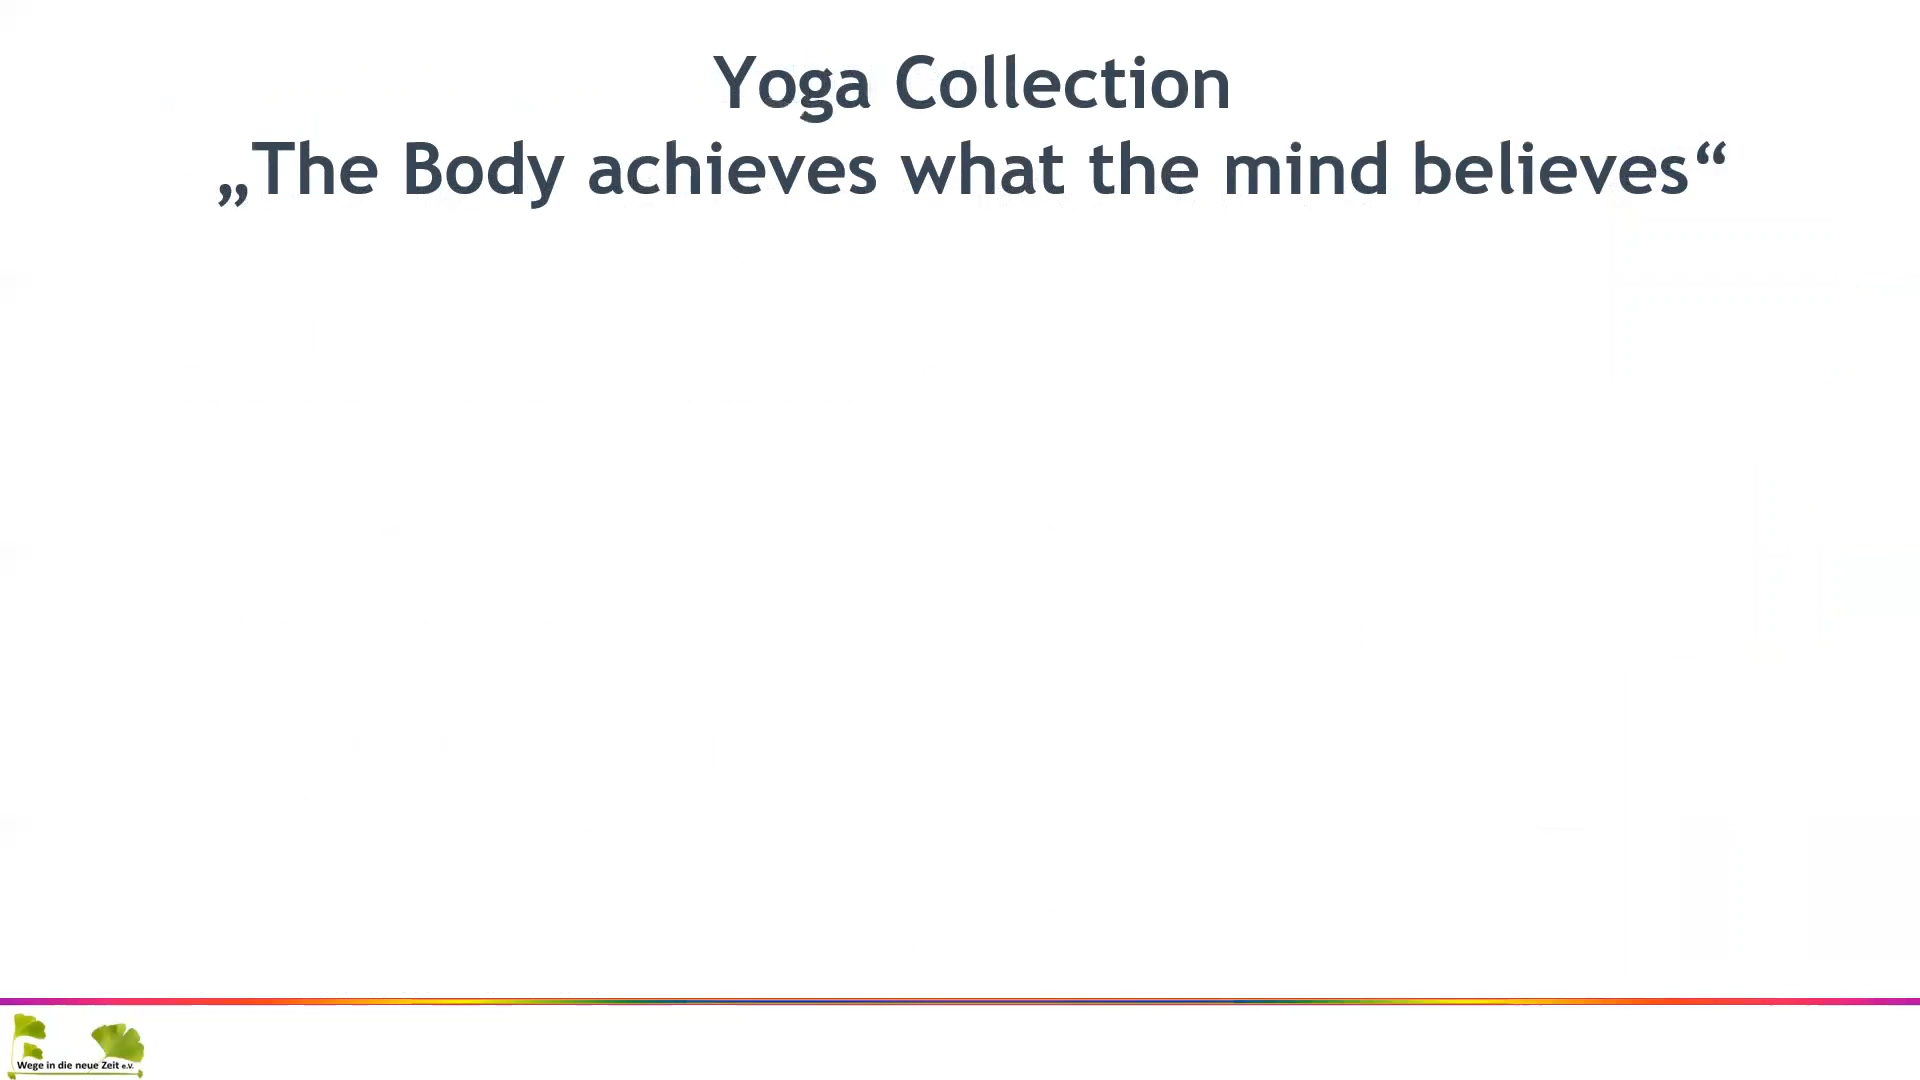 Yoga Collection
„The Body achieves what the mind believes“
Wege in die neue Zeit e.V.